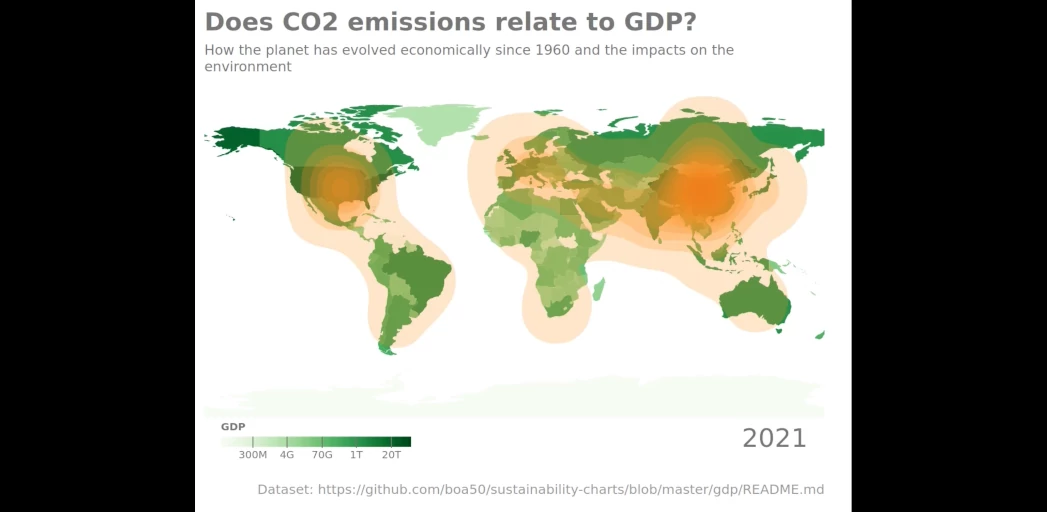 Does CO2 emissions relate to GDP?
How the planet has evolved economically since 1960 and the impacts on the
environment
GDP
300M 4G 70G 1T 20T
2021
Dataset: https://github.com/boa50/sustainability-charts/blob/master/gdp/README.md